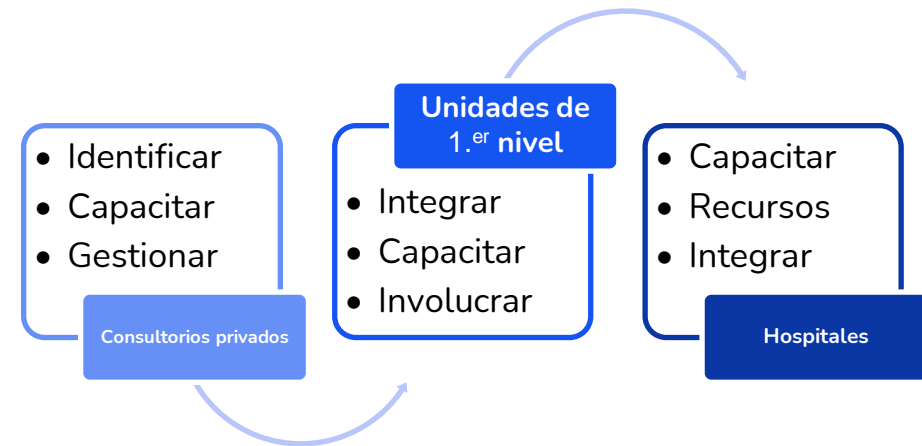 • Identificar
• Capacitar
• Gestionar
Consultorios privados
Unidades de
1.er nivel
• Integrar
• Capacitar
• Involucrar
• Capacitar
• Recursos
• Integrar
Hospitales